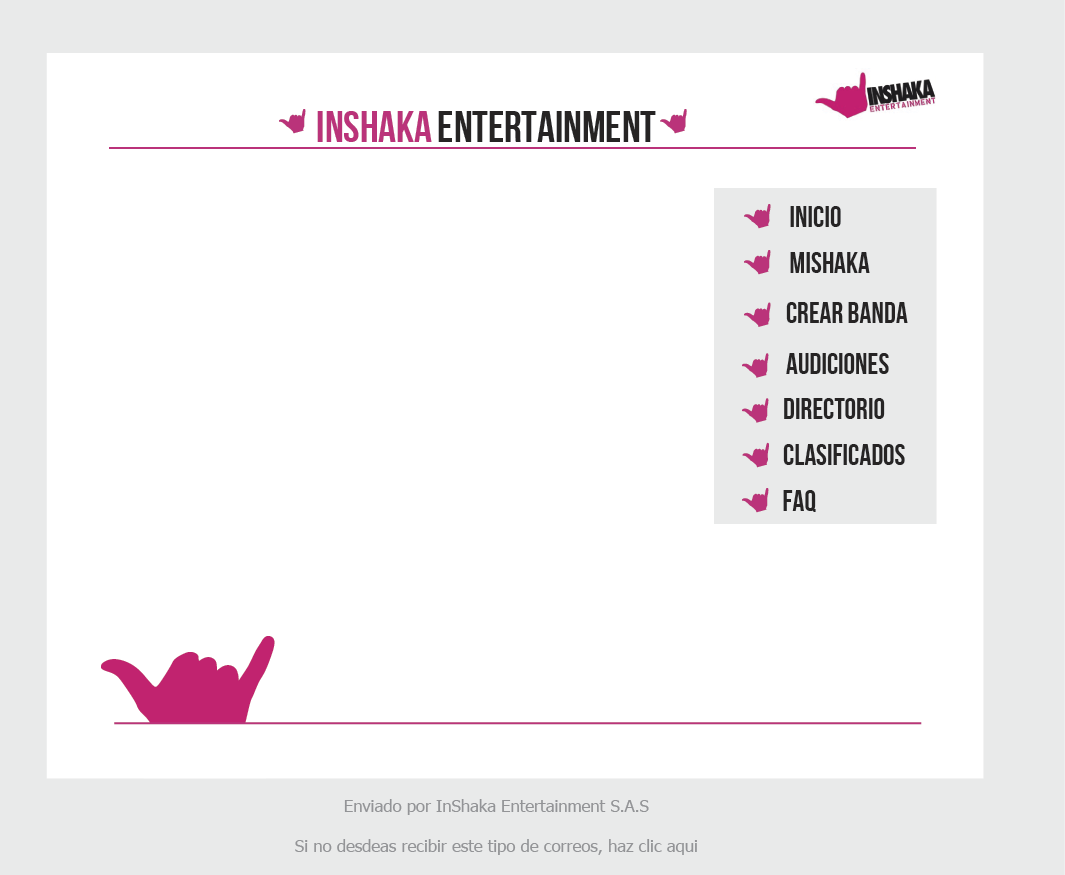 INSHAKA
ENTERTAINMENT
INSHAKA ENTERTAINMENT
INICIO
MISHAKA
CREAR BANDA
AUDICIONES
DIRECTORIO
CLASIFICADOS
FAQ
Enviado por InShaka Entertainment S.A.S
Si no desdeas recibir este tipo de correos, haz clic aqui